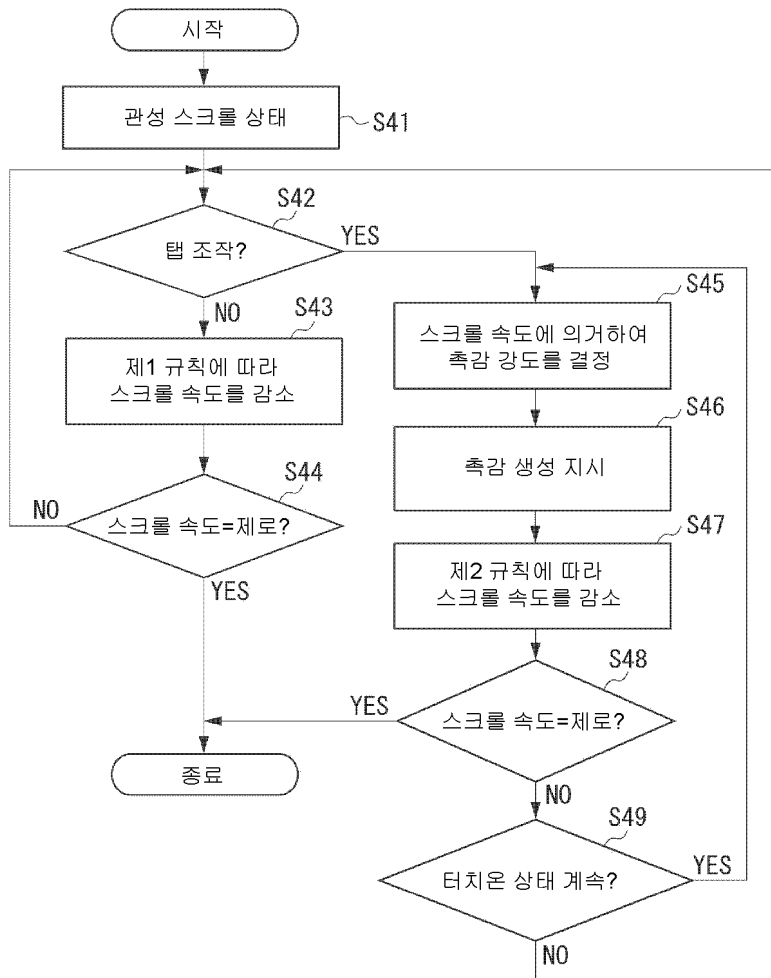 시작
관성 스크롤 상태
S41
S42
탭 조작?
YES
NO
S43
제1 규칙에 따라
스크롤 속도를 감소
S44
스크롤 속도=제로?
NO
YES
S45
스크롤 속도에 의거하여
촉감 강도를 결정
S46
촉감 생성 지시
S47
제2 규칙에 따라
스크롤 속도를 감소
S48
스크롤 속도=제로?
YES
NO
종료
S49
터치온 상태 계속?
YES
NO